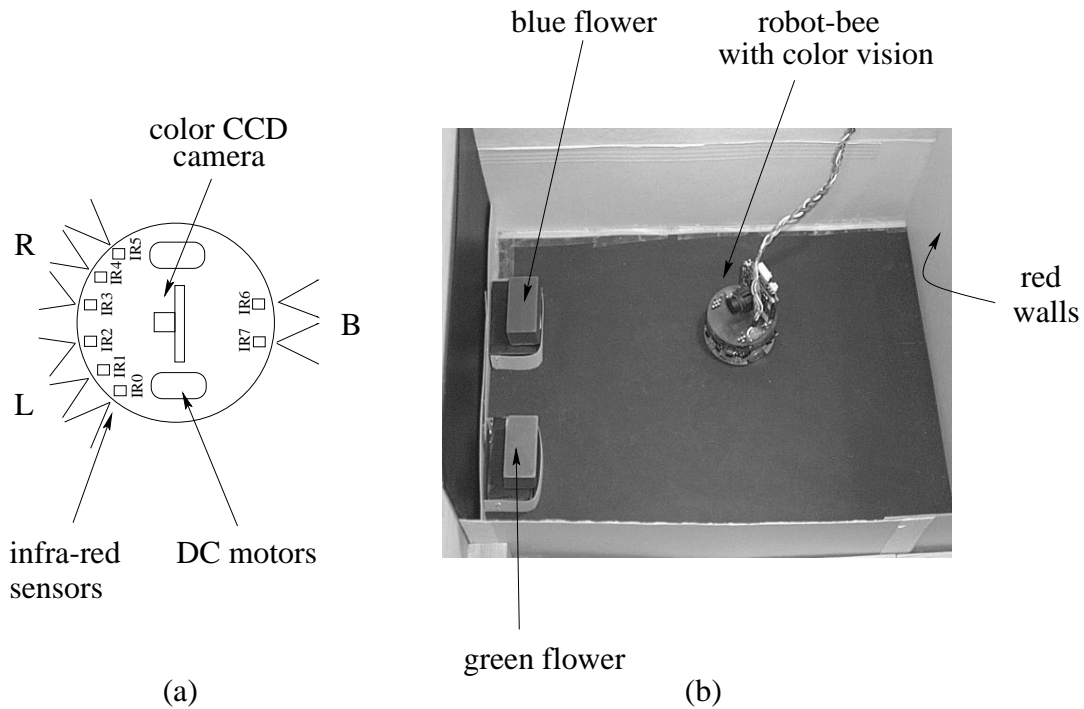 color CCD
camera
R
IR5
IR4
IR3
IR2
IR1
IR0
L
IR6
IR7
B
infra-red
sensors
DC motors
(a)
blue flower
robot-bee
with color vision
red
walls
green flower
(b)